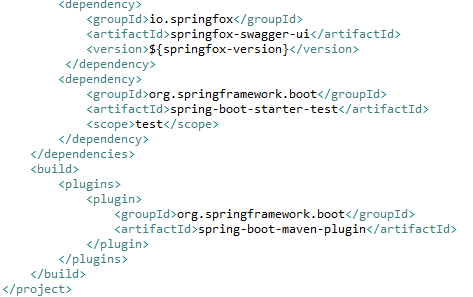 <dependency>
<groupId>io.springfox</groupId>
<artifactId>springfox-swagger-ui</artifactId>
<version>${springfox-version}</version>
</dependency>
<dependency>
<groupId>org.springframework.boot</groupId>
<artifactId>spring-boot-starter-test</artifactId>
<scope>test</scope>
</dependency>
</dependencies>
<build>
<plugins>
<plugin>
<groupId>org.springframework.boot</groupId>
<artifactId>spring-boot-maven-plugin</artifactId>
</plugin>
</plugins>
</build>
</project>